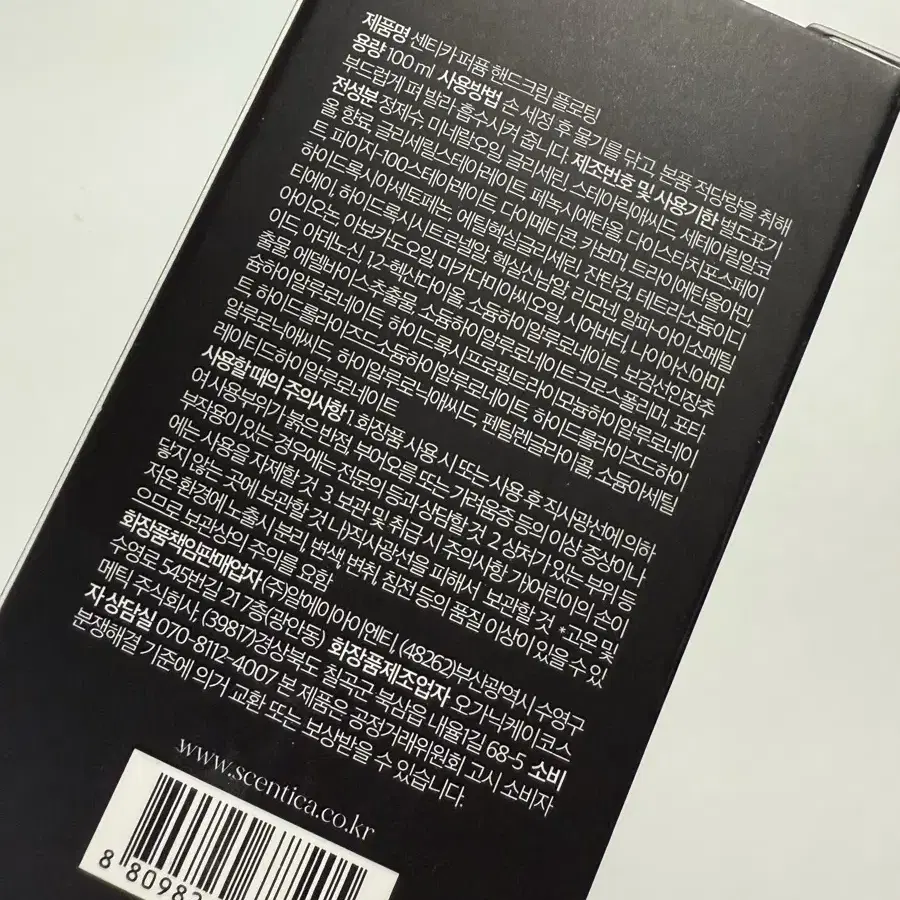 제품명 센티카 퍼퓸 핸드크림 플로팅
용량 100 ml 사용방법 손 세정 후 물기를 닦고, 보품 적당량을 취해
부드럽게 펴 발라 흡수시켜 줍니다. 제조번호 및 사용기한 별도표기
전성분 정제수, 미네랄오일, 글리세린, 스테아릭애씨드, 세테아릴알코
올, 향료, 글리세릴스테아레이트, 페녹시에탄올, 다이소듐포스페이
트, 피이지-100스테아레이트, 다이메티콘, 카보머, 트라이에탄올아민,
하이드록시아세토페논, 에틸헥실글리세린, 잔탄검, 테트라소듐이디
티에이, 하이드록시시트로넬알, 헥실신남알, 리모넨, 알파-아이소메틸
아이오논, 아보카도오일, 마카다미아씨오일, 시어버터, 나이아신아마
이드, 아데노신, 1,2-헥산다이올, 소듐하이알루로네이트, 보검선인장추
출물, 에델바이스추출물, 소듐하이알루로네이트크로스폴리머, 포타
슘하이알루로네이트, 하이드록시프로필트라이모늄하이알루로네이
트, 하이드롤라이즈드소듐하이알루로네이트, 하이드롤라이즈드하이
알루로닉애씨드, 하이알루로닉애씨드, 펜틸렌글라이콜, 소듐아세틸
레이티드하이알루로네이트
사용할 때의 주의사항 1. 화장품 사용 시 또는 사용 후 직사광선에 의하
여 사용부위가 붉은 반점, 부어오름 또는 가려움증 등의 이상 증상이나
부작용이 있는 경우에는 전문의 등과 상담할 것 2. 상처가 있는 부위 등
에는 사용을 자제할 것 3. 보관 및 취급 시 주의사항 가)어린이의 손이
닿지 않는 곳에 보관할 것 나)직사광선을 피해서 보관할 것 *고온 및
저온 환경에 노출시 분리, 변색, 변취, 침전 등의 품질 이상이 있을 수 있
으므로 보관상의 주의를 요함
화장품책임판매업자 (주)알에이아이엔티, (48262)부산광역시 수영구
수영로 545번길 21 7층(광안동) 화장품제조업자 오가니케이코스
메틱 주식회사, (39817)경상북도 칠곡군 북삼읍 내율1길 68-5 소비
자 상담실 070-8112-4007 본 제품은 공정거래위원회 고시 소비자
분쟁해결 기준에 의거 교환 또는 보상받을 수 있습니다.
www.scentica.co.kr
8 80982